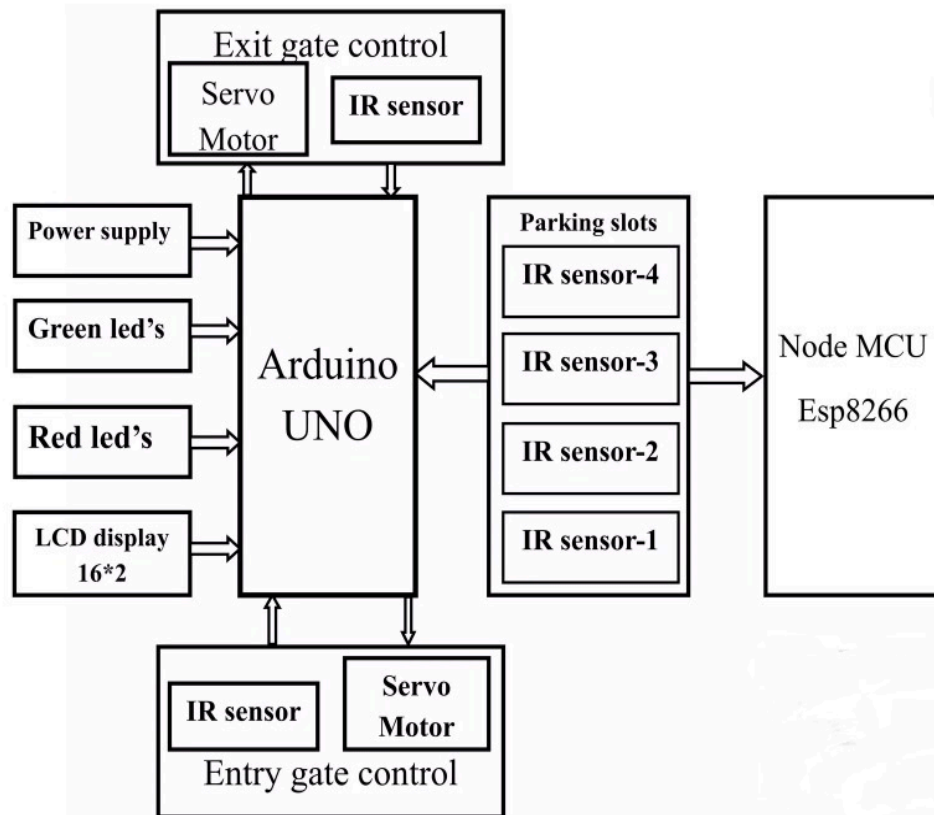 Exit gate control
Servo
Motor
IR sensor
Power supply
Green led's
Red led's
LCD display
16*2
Arduino
UNO
Parking slots
IR sensor-4
IR sensor-3
IR sensor-2
IR sensor-1
Node MCU
Esp8266
IR sensor
Servo
Motor
Entry gate control